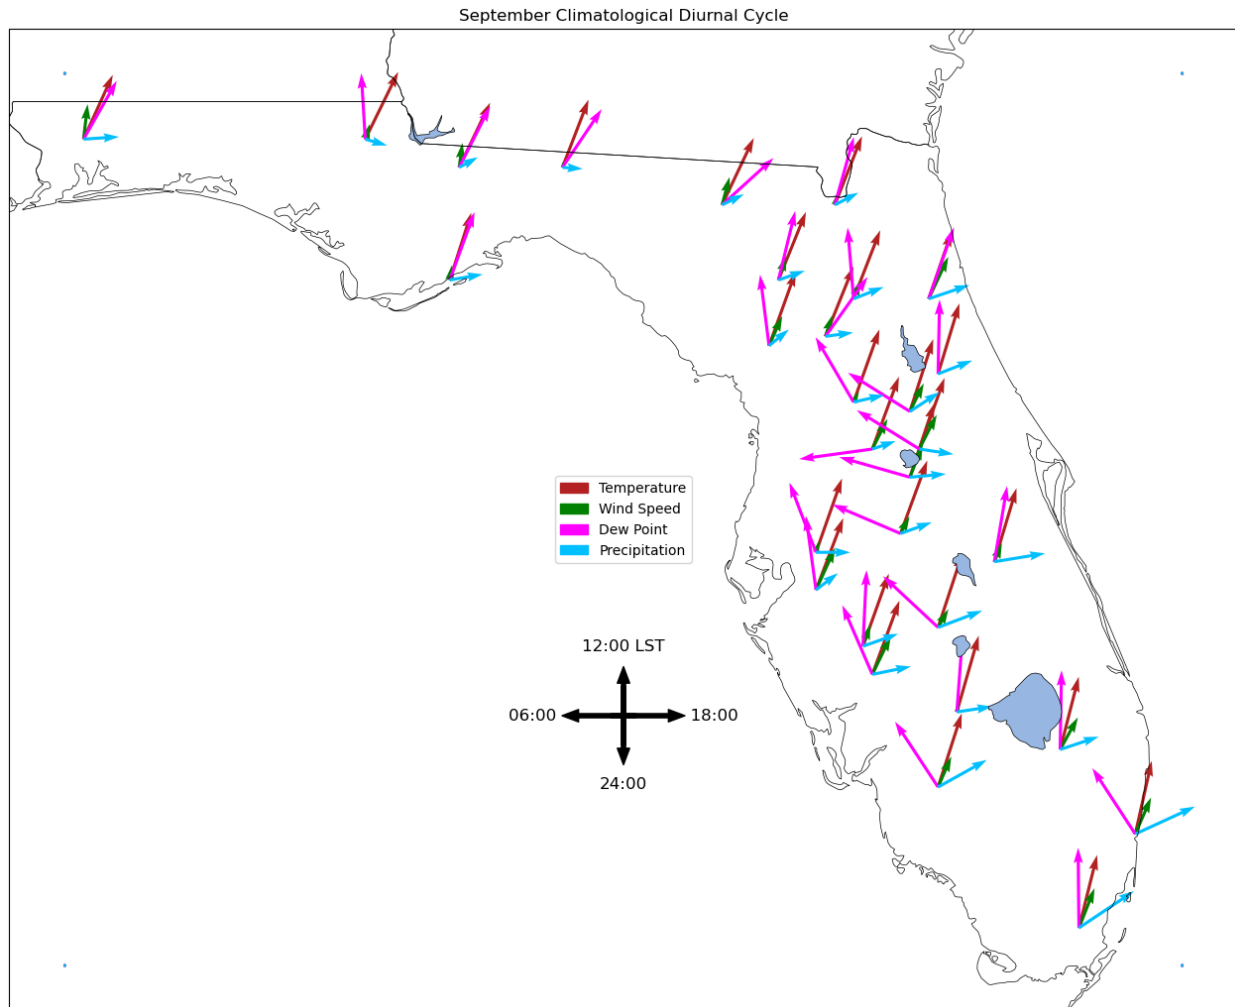 September Climatological Diurnal Cycle
Temperature
Wind Speed
Dew Point
Precipitation
12:00 LST
06:00
18:00
24:00